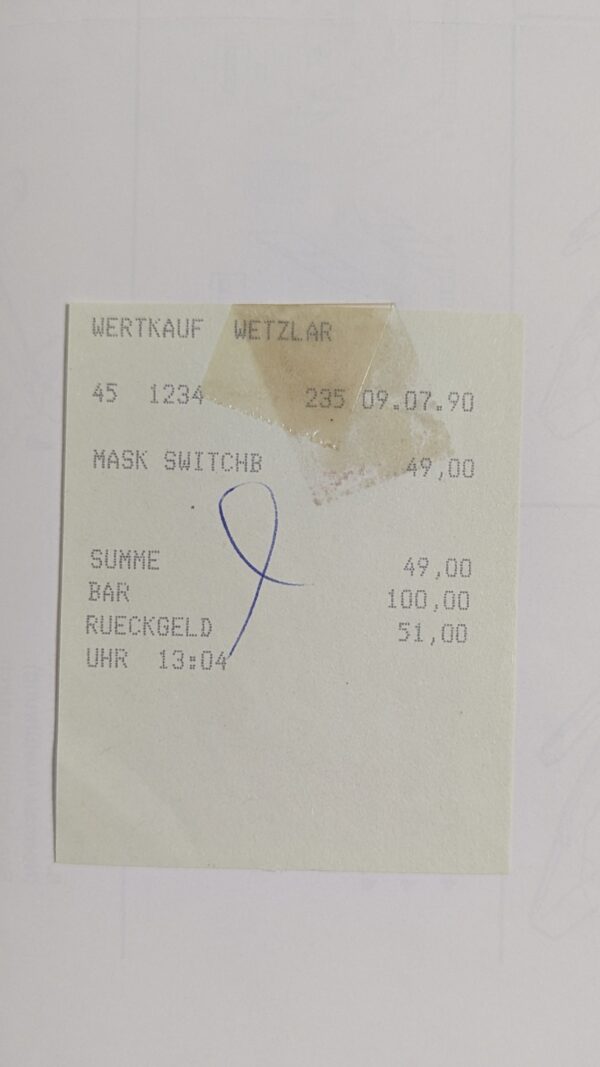 WERTKAUF WETZLAR
45 1234 235 09.07.90
MASK SWITCHB 49,00
SUMME 49,00
BAR 100,00
RUECKGELD 51,00
UHR 13:04